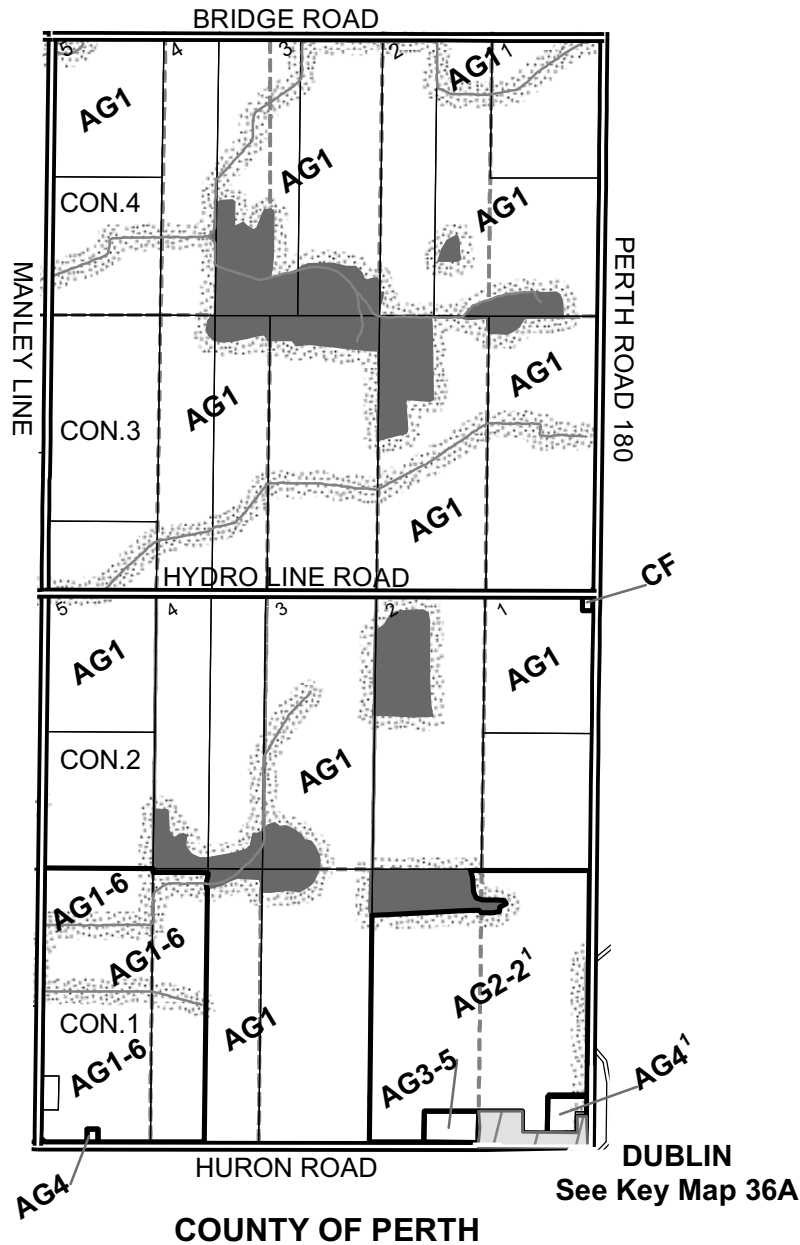 BRIDGE ROAD
5
4
3
2
1
AG1
AG1
AG1
AG1
CON.4
MANLEY LINE
PERTH ROAD 180
AG1
AG1
CON.3
AG1
HYDRO LINE ROAD
CF
5
4
3
2
1
AG1
AG1
CON.2
AG1
AG1-6
AG1-6
AG2-2¹
CON.1
AG1
AG1-6
AG3-5
AG4¹
AG4
HURON ROAD
DUBLIN
See Key Map 36A
COUNTY OF PERTH